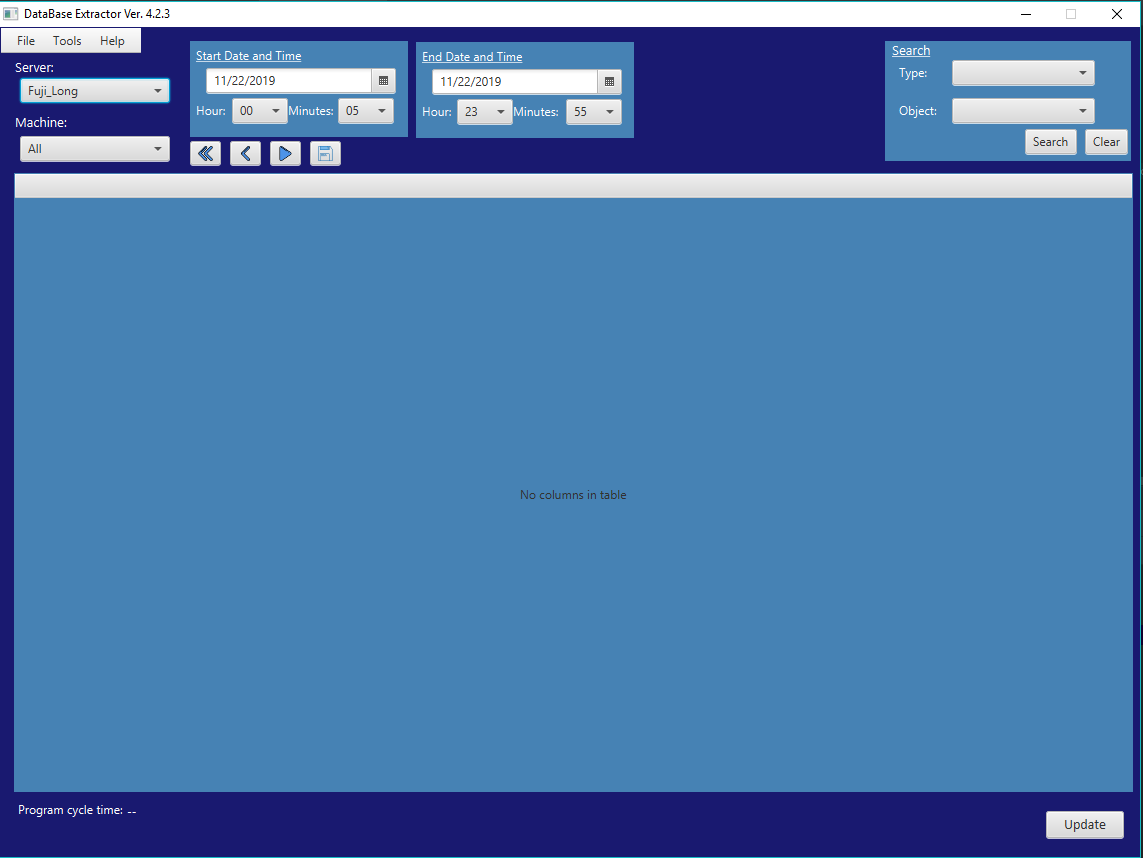 DataBase Extractor Ver. 4.2.3
File Tools Help
Server:
Fuji_Long
Machine:
All
Start Date and Time
11/22/2019
Hour: 00 Minutes: 05
End Date and Time
11/22/2019
Hour: 23 Minutes: 55
Search
Type:
Object:
Search Clear
No columns in table
Program cycle time: --
Update